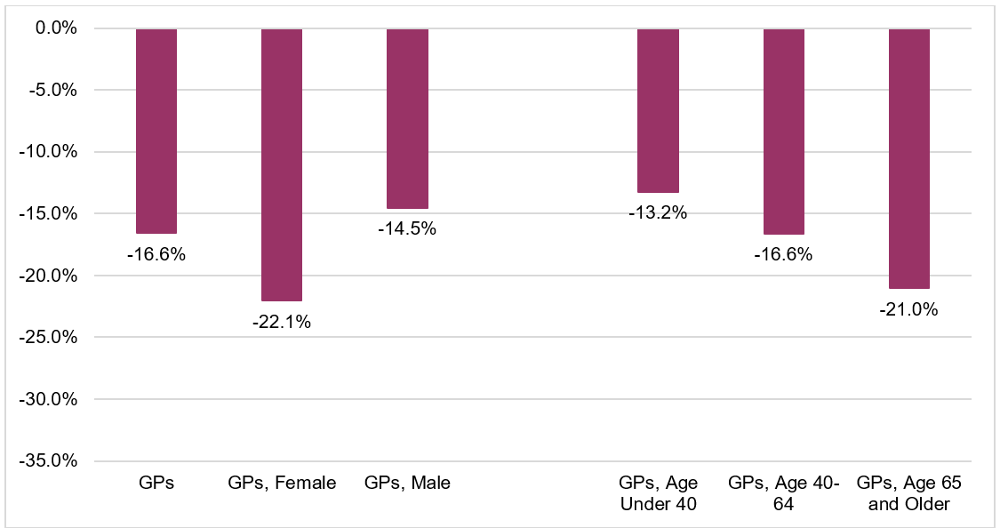 0.0%
-5.0%
-10.0%
-15.0%
-20.0%
-25.0%
-30.0%
-35.0%
-16.6%
-22.1%
-14.5%
-13.2%
-16.6%
-21.0%
GPs
GPs, Female
GPs, Male
GPs, Age
Under 40
GPs, Age 40-
64
GPs, Age 65
and Older